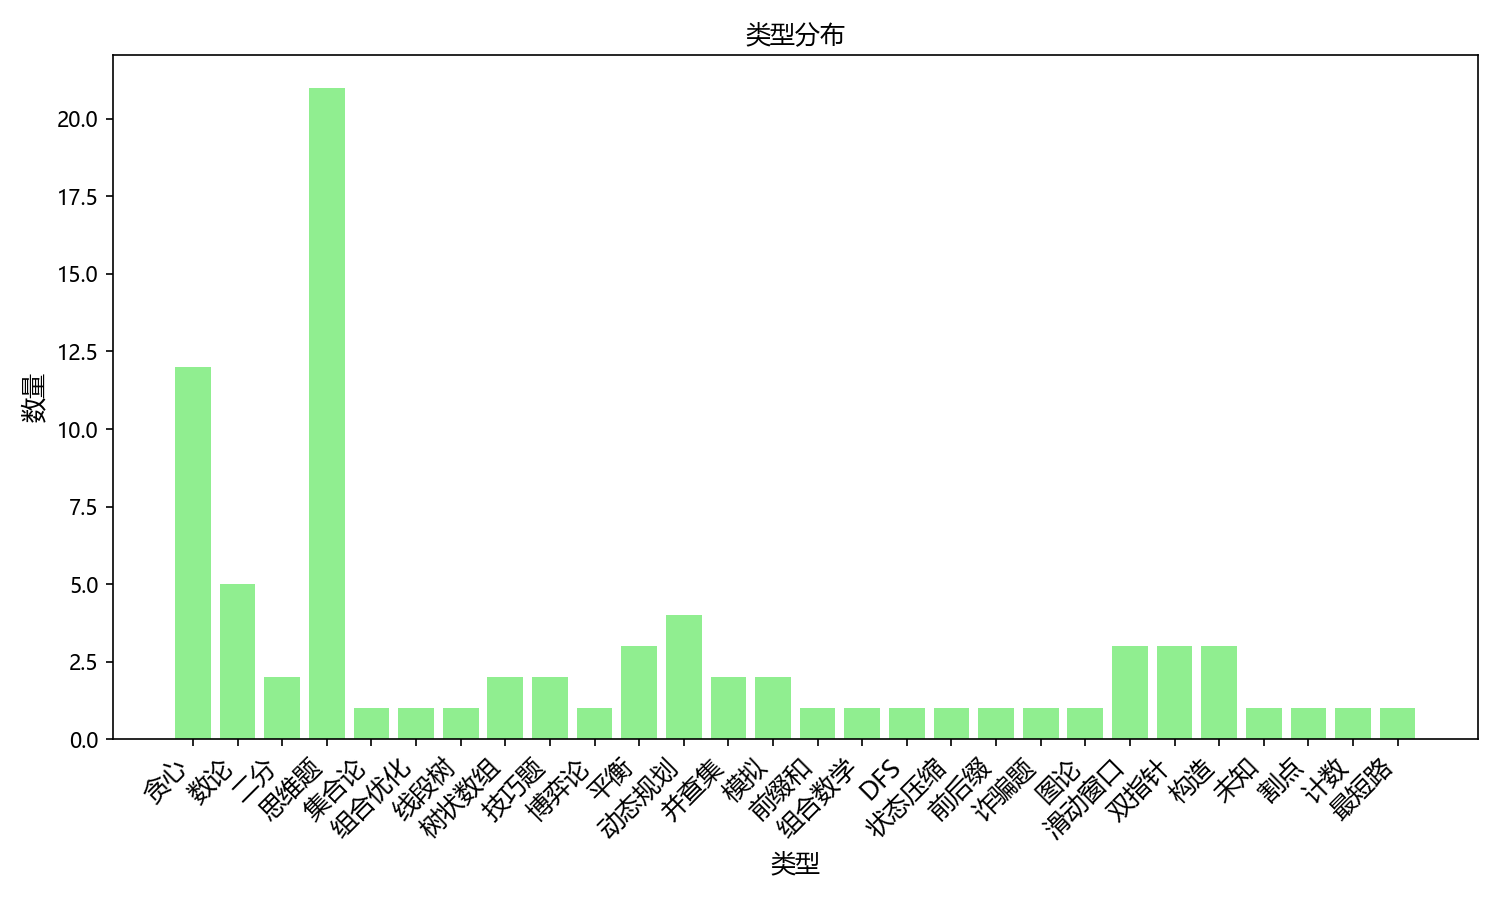 类型分布
数量
20.0
17.5
15.0
12.5
10.0
7.5
5.0
2.5
0.0
贪心
数论
二分
思维题
集合论
组合优化
线段树
树状数组
技巧题
博弈论
平衡
动态规划
并查集
模拟
前缀和
组合数学
DFS
状态压缩
前后缀
诈骗题
图论
滑动窗口
双指针
构造
未知
割点
计数
最短路
类型